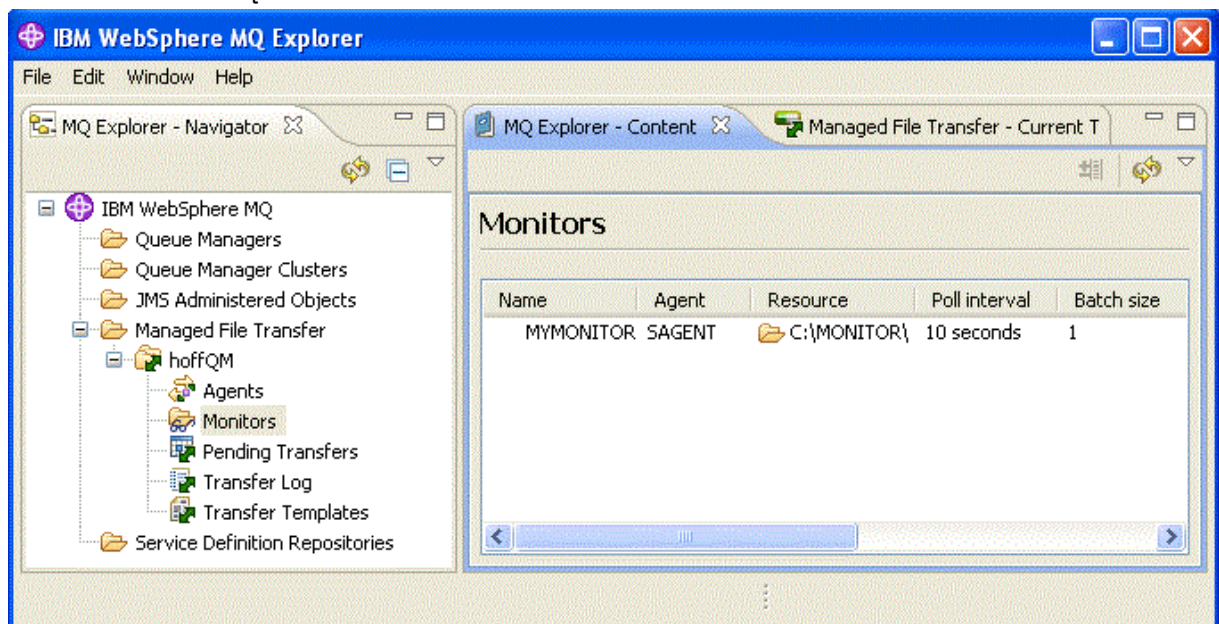 IBM WebSphere MQ Explorer
File Edit Window Help
MQ Explorer - Navigator
MQ Explorer - Content
Managed File Transfer - Current T
IBM WebSphere MQ
Queue Managers
Queue Manager Clusters
JMS Administered Objects
Managed File Transfer
hoffQM
Agents
Monitors
Pending Transfers
Transfer Log
Transfer Templates
Service Definition Repositories
Monitors
Name Agent Resource Poll interval Batch size
MYMONITOR SAGENT C:\MONITOR\ 10 seconds 1